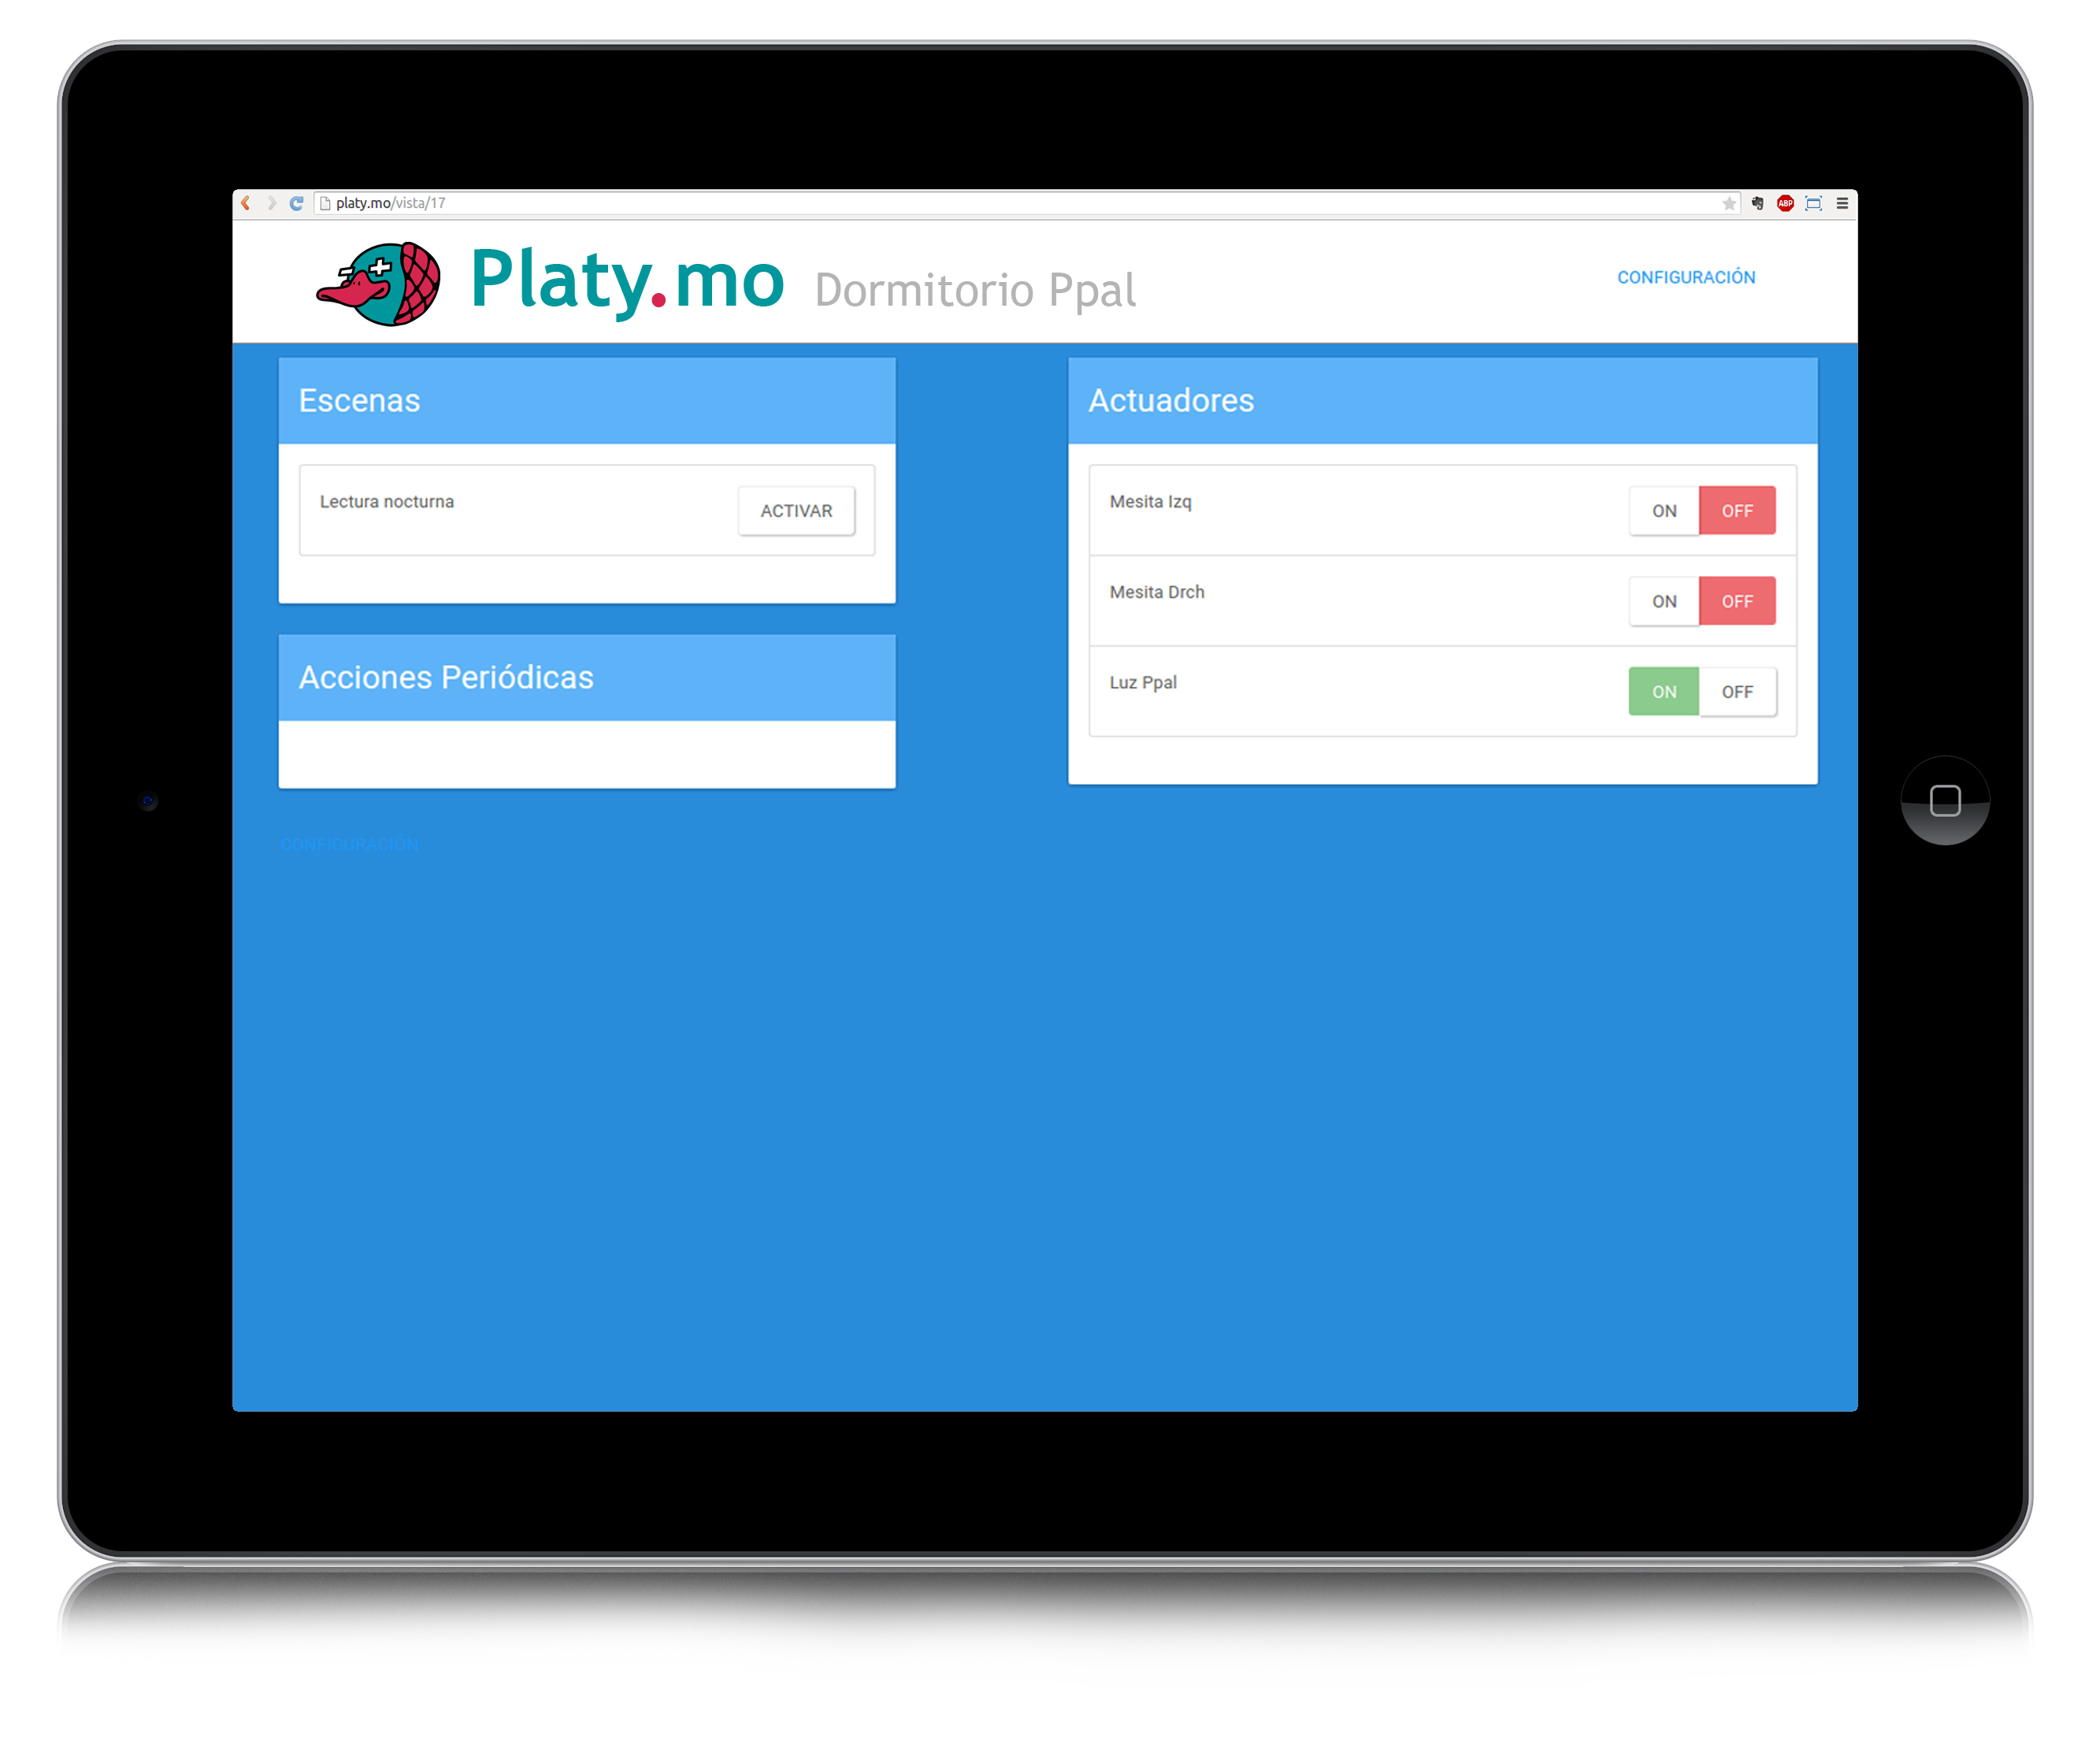 platy.mo/vista/17
ABP
Platy.mo Dormitorio Ppal
CONFIGURACIÓN
Escenas
Lectura nocturna
ACTIVAR
Acciones Periódicas
CONFIGURACIÓN
Actuadores
Mesita Izq
ON OFF
Mesita Drch
ON OFF
Luz Ppal
ON OFF